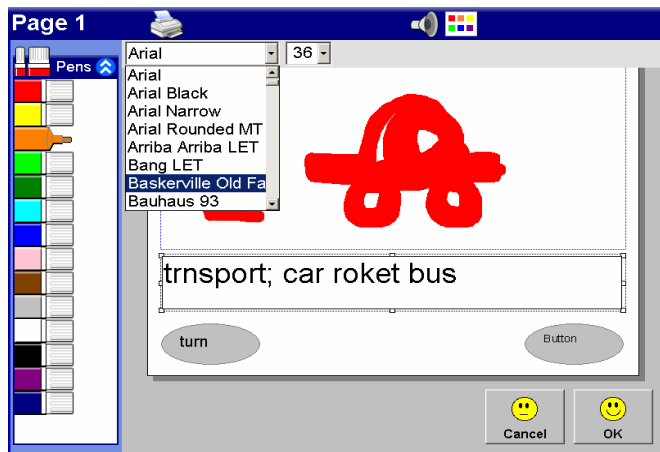 Page 1
Pens
Arial 36
Arial
Arial Black
Arial Narrow
Arial Rounded MT
Arriba Arriba LET
Bang LET
Baskerville Old Fa
Bauhaus 93
trnsport; car roket bus
turn Button
Cancel OK